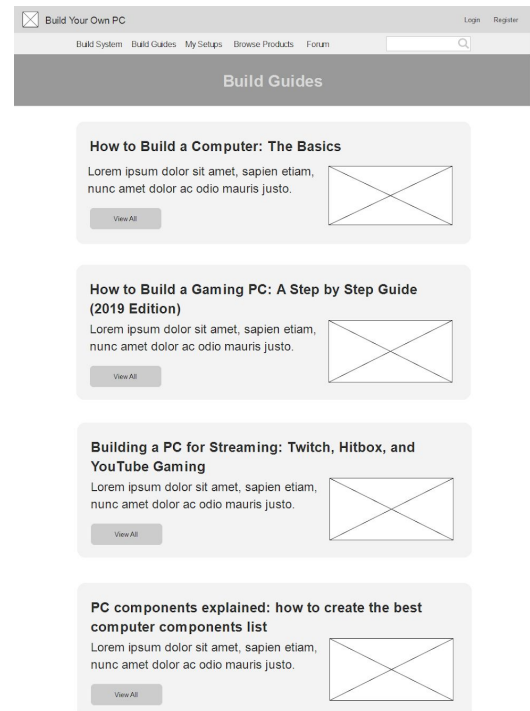 Build Your Own PC
Login Register
Build System Build Guides My Setups Browse Products Forum
Build Guides
How to Build a Computer: The Basics
Lorem ipsum dolor sit amet, sapien etiam,
nunc amet dolor ac odio mauris justo.
View All
How to Build a Gaming PC: A Step by Step Guide
(2019 Edition)
Lorem ipsum dolor sit amet, sapien etiam,
nunc amet dolor ac odio mauris justo.
View All
Building a PC for Streaming: Twitch, Hitbox, and
YouTube Gaming
Lorem ipsum dolor sit amet, sapien etiam,
nunc amet dolor ac odio mauris justo.
View All
PC components explained: how to create the best
computer components list
Lorem ipsum dolor sit amet, sapien etiam,
nunc amet dolor ac odio mauris justo.
View All